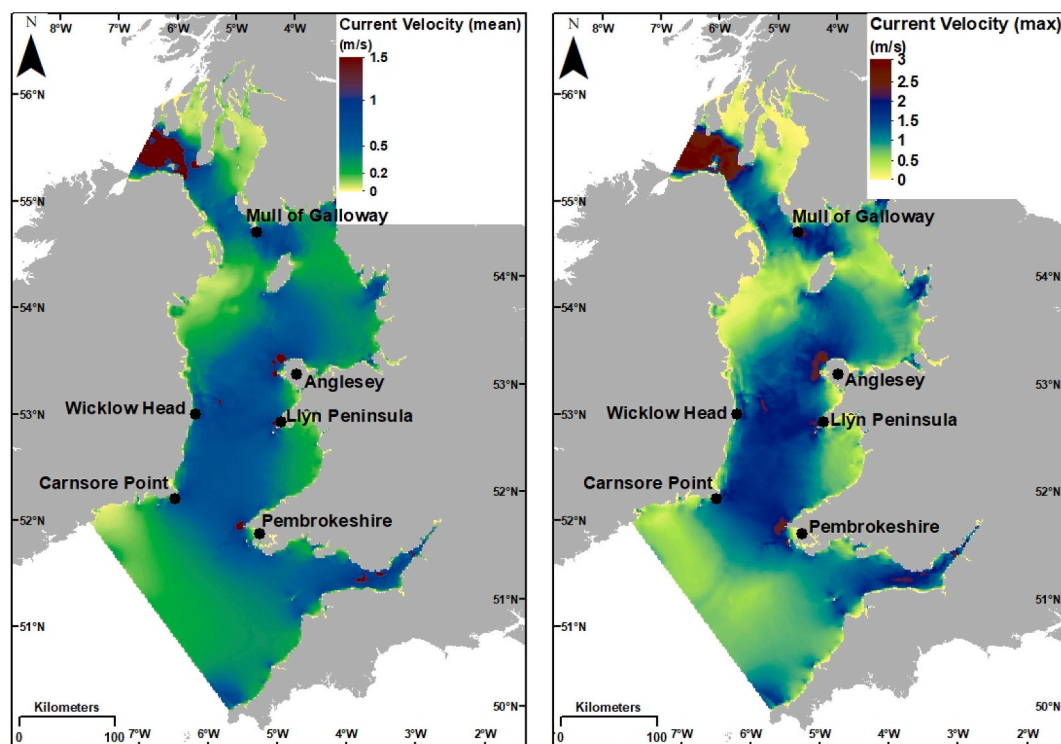 N
7°W 6°W 5°W 4°W
8°W
Current Velocity (mean)
(m/s)
1.5
1
0.5
0
56°N
55°N
54°N
54°N
53°N
53°N
52°N
52°N
51°N
51°N
50°N
Mull of Galloway
Anglesey
Wicklow Head
Llŷn Peninsula
Carnsore Point
Pembrokeshire
Kilometers
0 100
7°W 6°W 5°W 4°W 3°W 2°W
N
7°W 6°W 5°W 4°W
8°W
Current Velocity (max)
(m/s)
3
2.5
2
1.5
1
0.5
0
56°N
55°N
54°N
54°N
53°N
53°N
52°N
52°N
51°N
51°N
50°N
Mull of Galloway
Anglesey
Wicklow Head
Llŷn Peninsula
Carnsore Point
Pembrokeshire
Kilometers
0 100
7°W 6°W 5°W 4°W 3°W 2°W